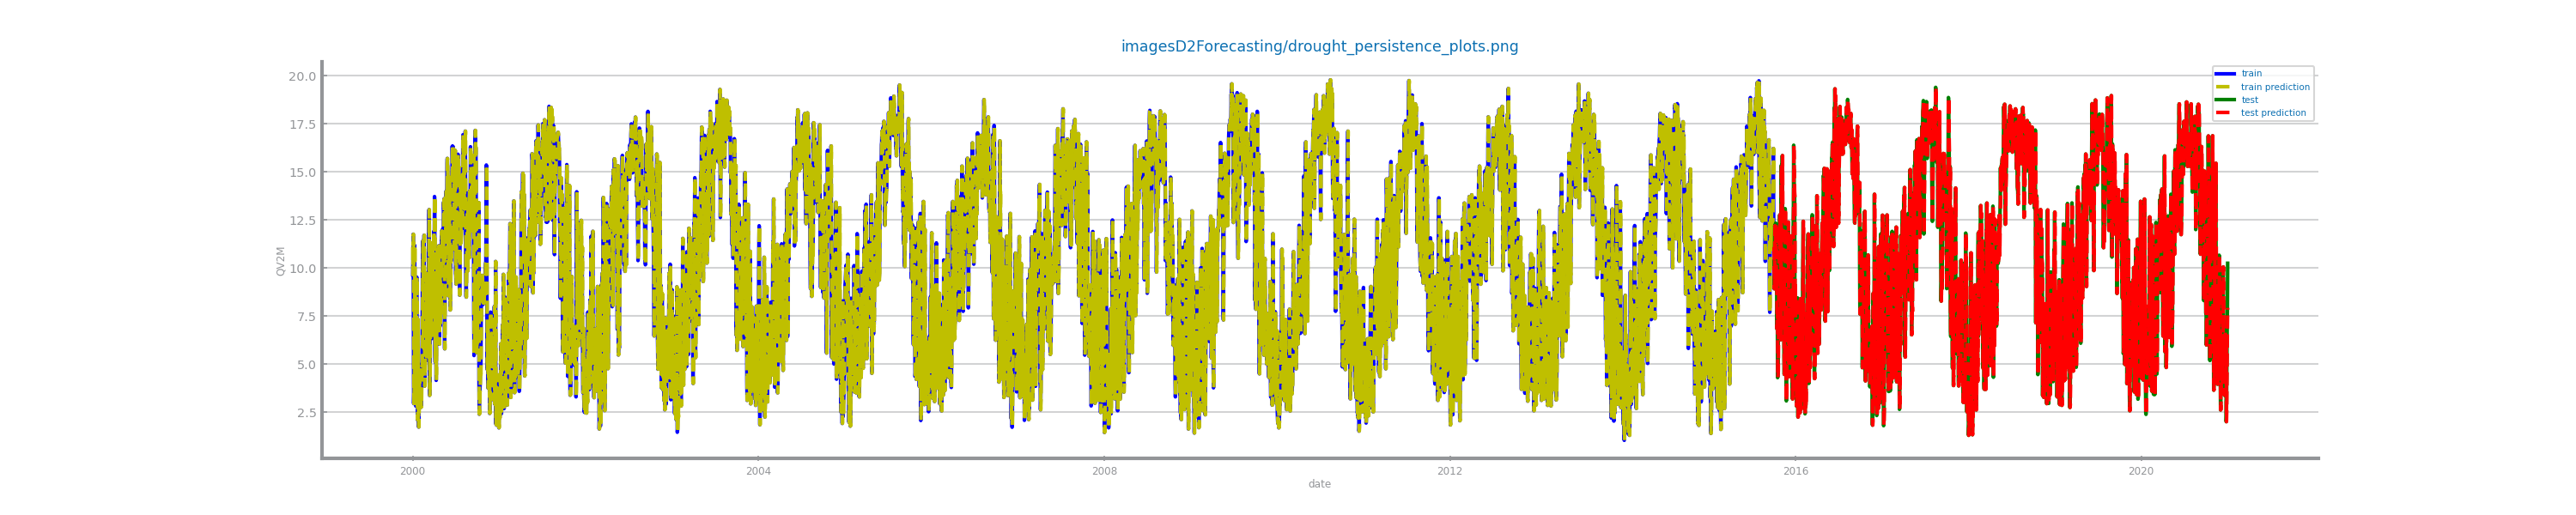 imagesD2Forecasting/drought_persistence_plots.png
train
train prediction
test
test prediction
20.0
17.5
15.0
12.5
10.0
7.5
5.0
2.5
QV2M
2000
2004
2008
2012
2016
2020
date